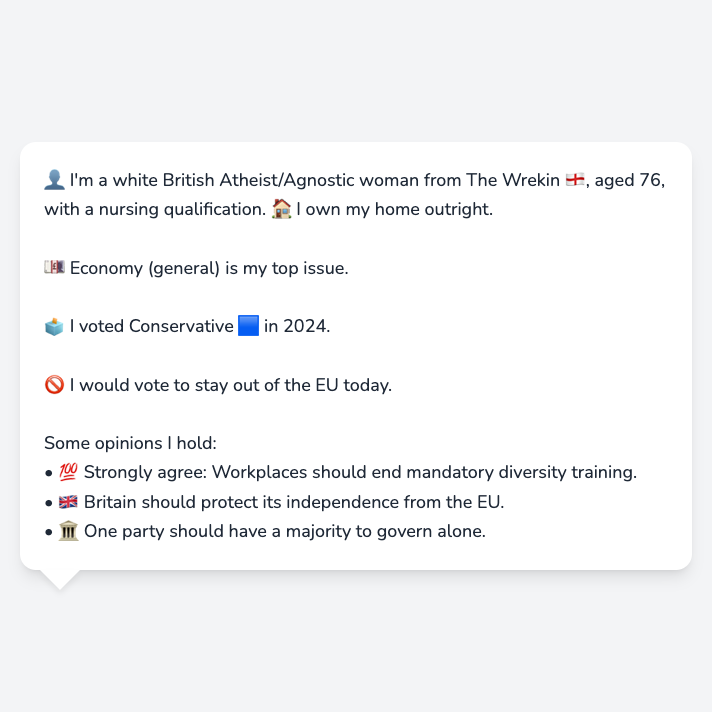 👤 I'm a white British Atheist/Agnostic woman from The Wrekin 🏴󠁧󠁢󠁥󠁮󠁧󠁿, aged 76,
with a nursing qualification. 🏠 I own my home outright.
💷 Economy (general) is my top issue.
🗳️ I voted Conservative 🟦 in 2024.
🚫 I would vote to stay out of the EU today.
Some opinions I hold:
• 💯 Strongly agree: Workplaces should end mandatory diversity training.
• 🇬🇧 Britain should protect its independence from the EU.
• 🏛️ One party should have a majority to govern alone.